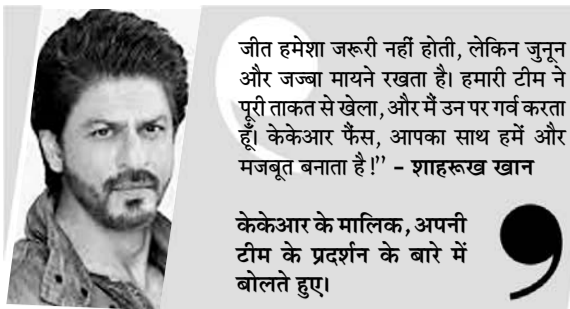 जीत हमेशा जरूरी नहीं होती, लेकिन जुनून
और जज्बा मायने रखता है। हमारी टीम ने
पूरी ताकत से खेला, और मैं उन पर गर्व करता
हूँ। केकेआर फैंस, आपका साथ हमें और
मजबूत बनाता है!” – शाहरूख खान
केकेआर के मालिक, अपनी
टीम के प्रदर्शन के बारे में
बोलते हुए।